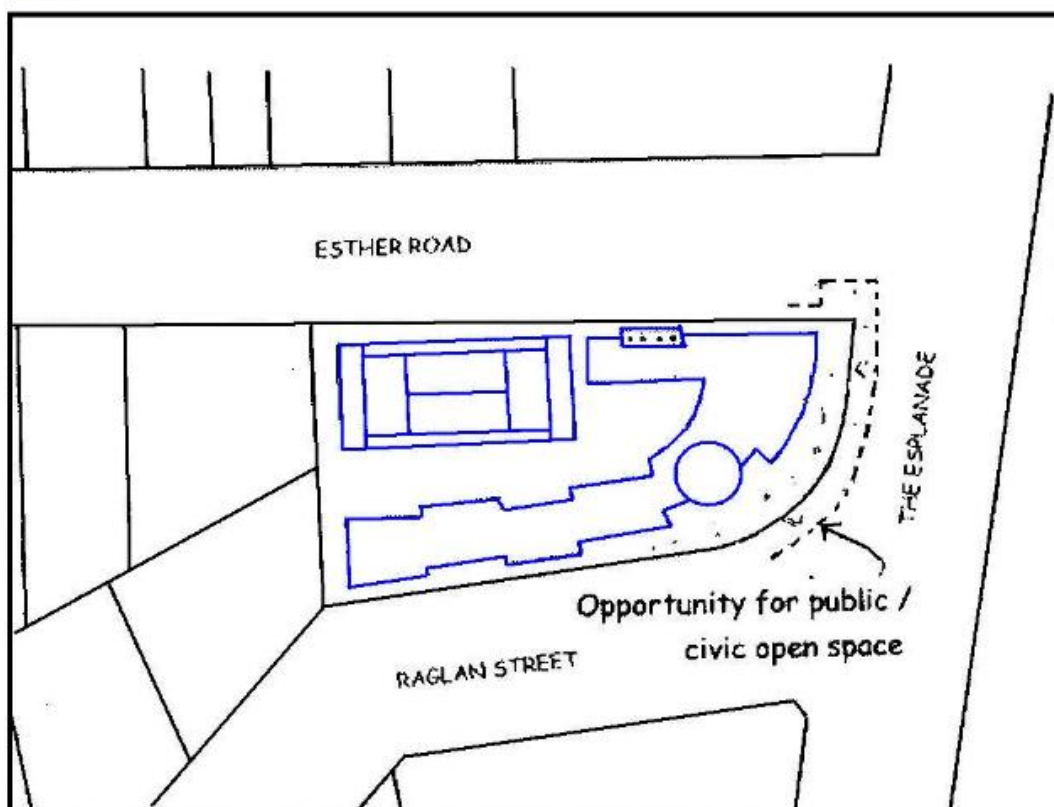 ESTHER ROAD
THE ESPLANADE
Opportunity for public /
civic open space
RAGLAN STREET